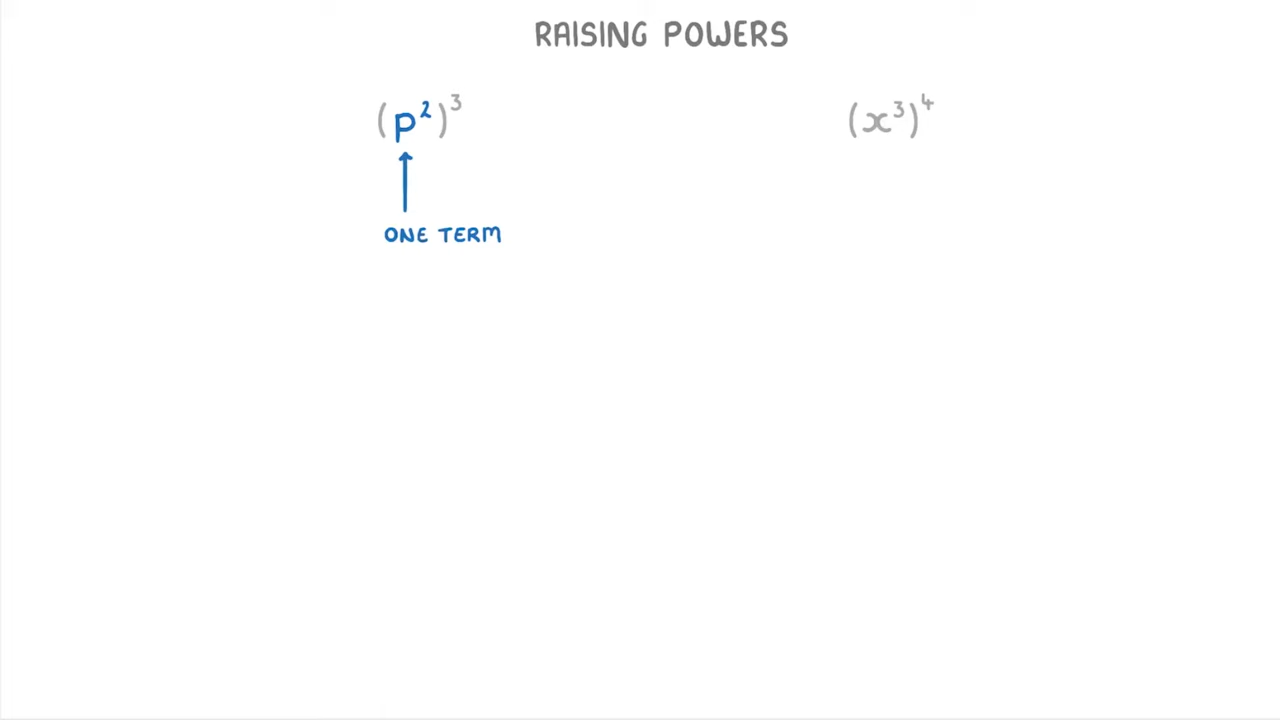 RAISING POWERS
(p²)³
(x³)⁴
ONE TERM